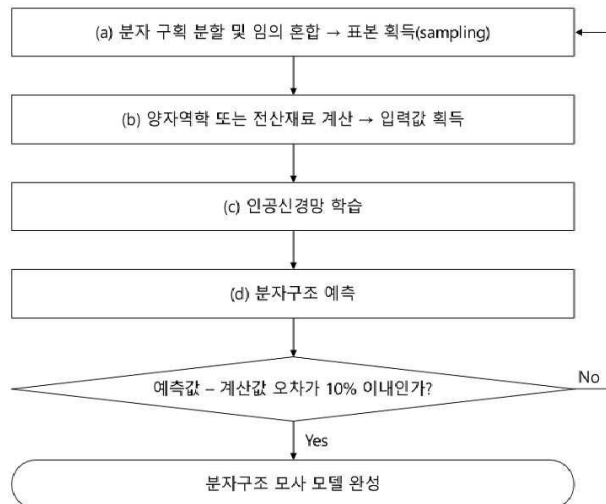 (a) 분자 구획 분할 및 임의 혼합 → 표본 획득(sampling)
(b) 양자역학 또는 전산재료 계산 → 입력값 획득
(c) 인공신경망 학습
(d) 분자구조 예측
예측값 – 계산값 오차가 10% 이내인가?
No
Yes
분자구조 모사 모델 완성